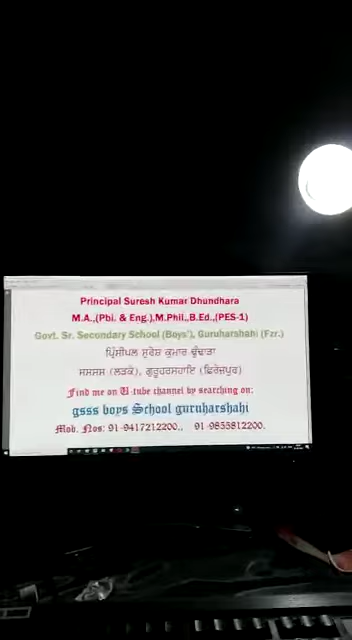 Principal Suresh Kumar Dhundhara
M.A.,(Pbi. & Eng.),M.Phil.,B.Ed.,(PES-1)
Govt. Sr. Secondary School (Boys'), Guruharshahi (Fzr.)
ਪ੍ਰਿੰਸੀਪਲ ਸੁਰੇਸ਼ ਕੁਮਾਰ ਢੂੰਢਾੜਾ
ਸਸਸਸ (ਲੜਕੇ), ਗੁਰੂਹਰਸਹਾਇ (ਫ਼ਿਰੋਜ਼ਪੁਰ)
Find me on U-tube channel by searching on:
gsss boys School guruharshahi
Mob. Nos: 91-9417212200,, 91-9855812200.